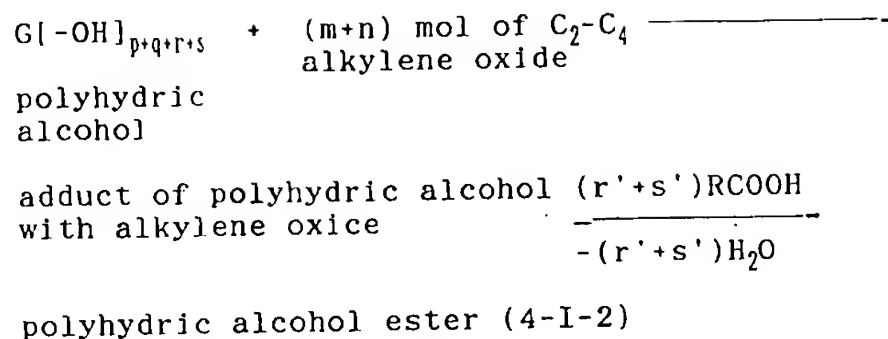 G[-OH]p+q+r+s + (m+n) mol of C2-C4
alkylene oxide
polyhydric
alcohol
adduct of polyhydric alcohol (r'+s')RCOOH
with alkylene oxice
-(r'+s')H2O
polyhydric alcohol ester (4-I-2)